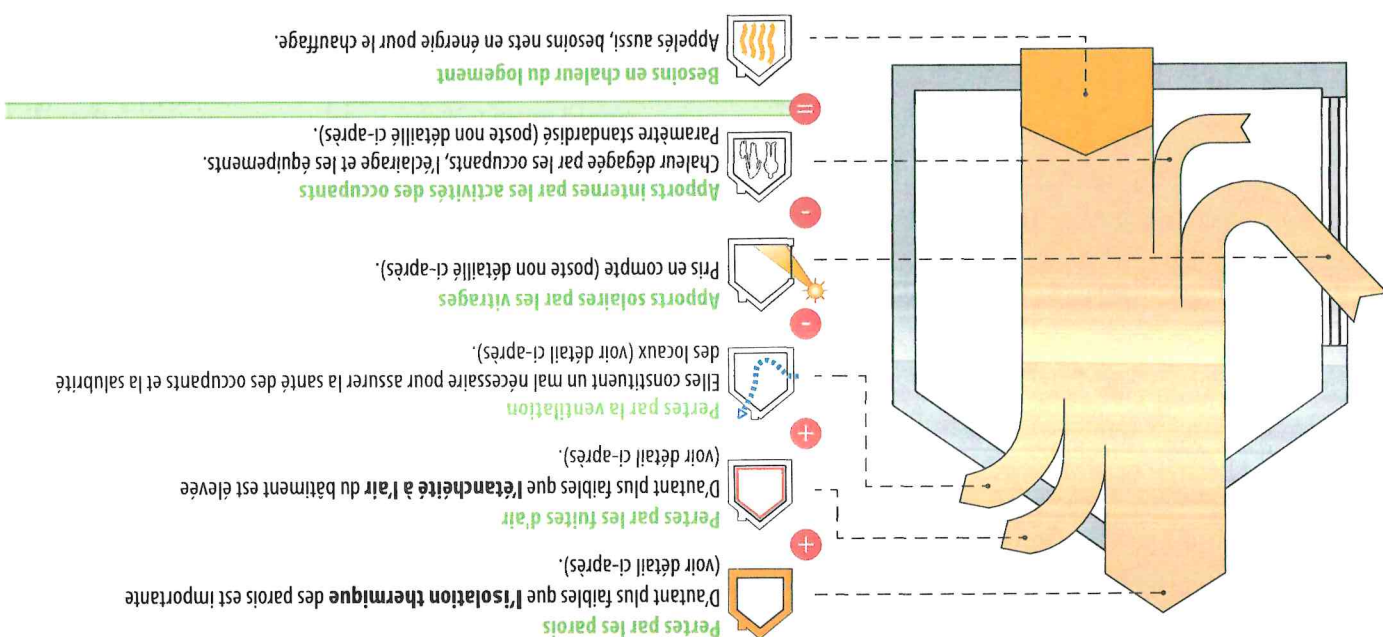 Pertes par les parois
D'autant plus faibles que l'isolation thermique des parois est importante
(voir détail ci-après).
+
Pertes par les fuites d'air
D'autant plus faibles que l'étanchéité à l'air du bâtiment est élevée
(voir détail ci-après).
+
Pertes par la ventilation
Elles constituent un mal nécessaire pour assurer la santé des occupants et la salubrité
des locaux (voir détail ci-après).
-
Apports solaires par les vitrages
Pris en compte (poste non détaillé ci-après).
-
Apports internes par les activités des occupants
Chaleur dégagée par les occupants, l'éclairage et les équipements.
Paramètre standardisé (poste non détaillé ci-après).
=
Besoins en chaleur du logement
Appelés aussi, besoins nets en énergie pour le chauffage.